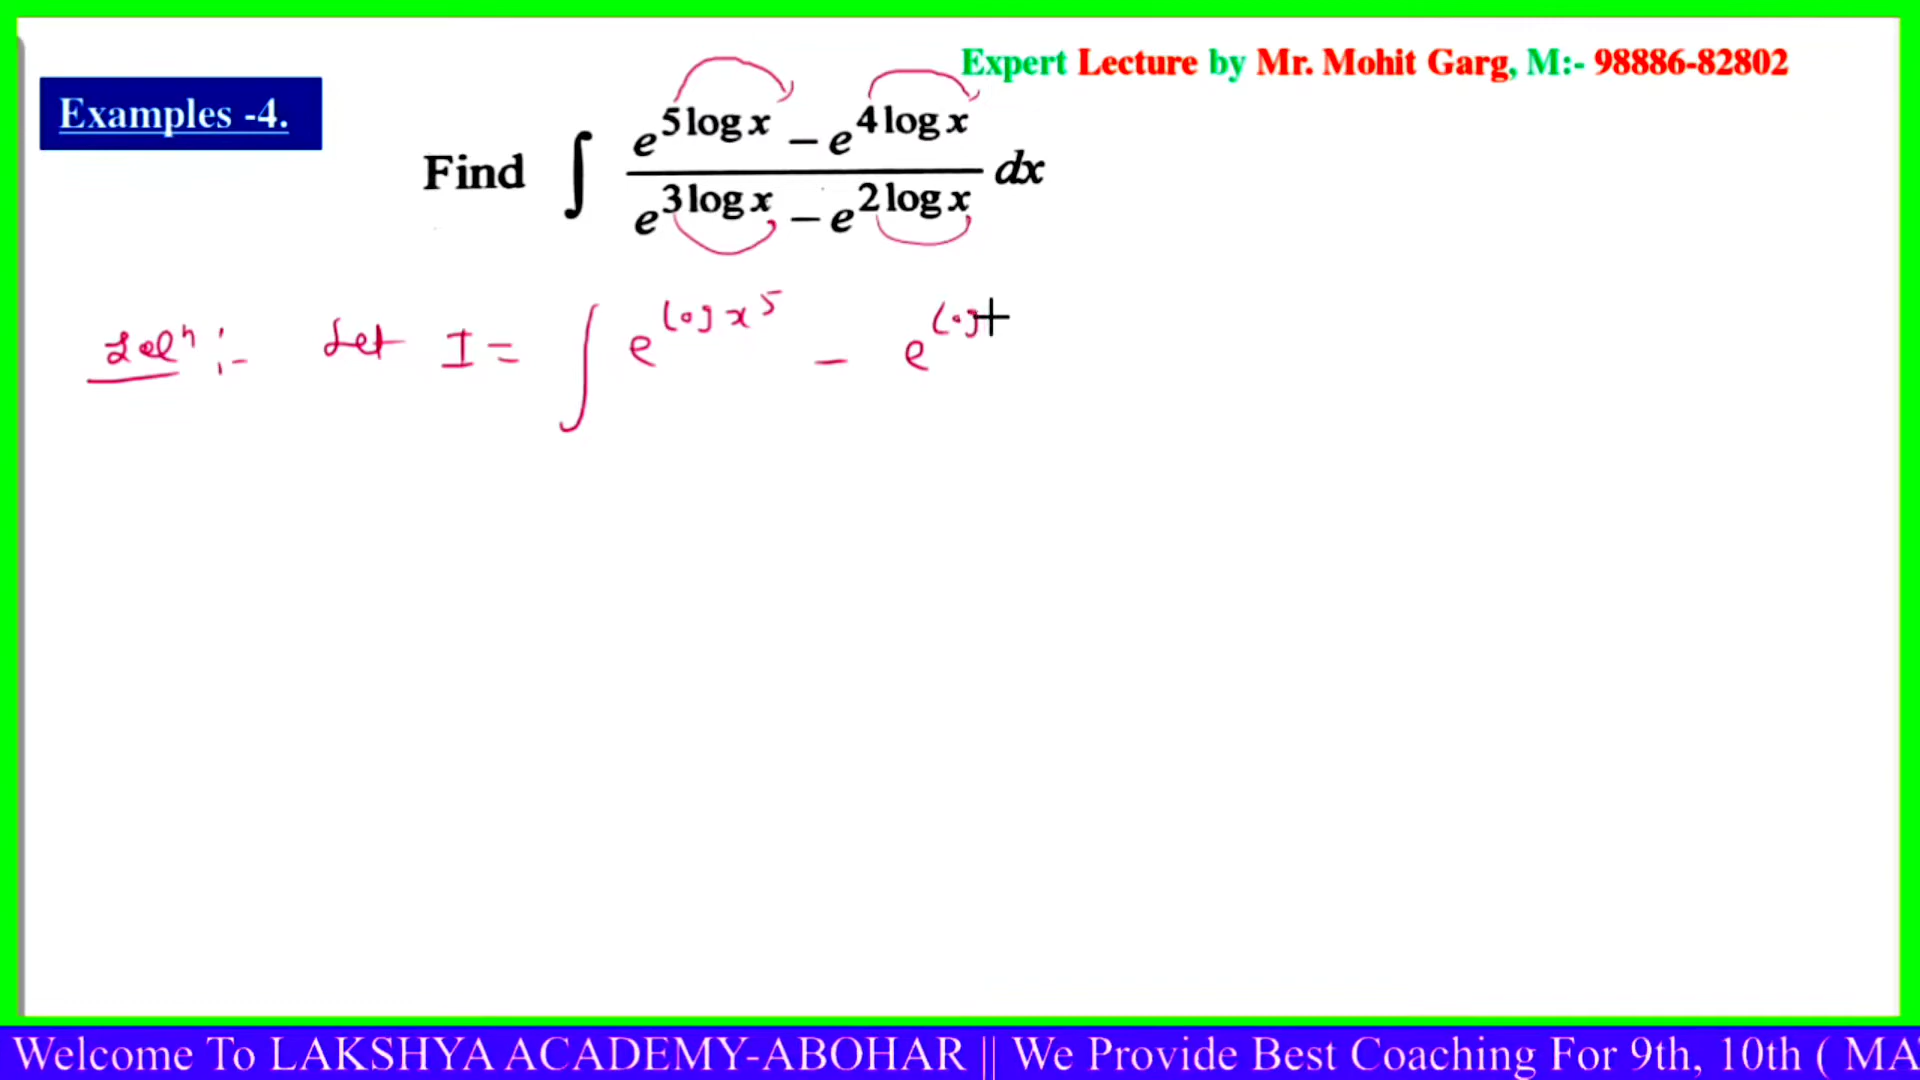 Expert Lecture by Mr. Mohit Garg, M:- 98886-82802
Examples -4.
Find ∫ (e^{5 log x} – e^{4 log x}) / (e^{3 log x} – e^{2 log x}) dx
Solⁿ :- Let I = ∫ e^{log x^5} – e^{log
Welcome To LAKSHYA ACADEMY-ABOHAR || We Provide Best Coaching For 9th, 10th ( MA